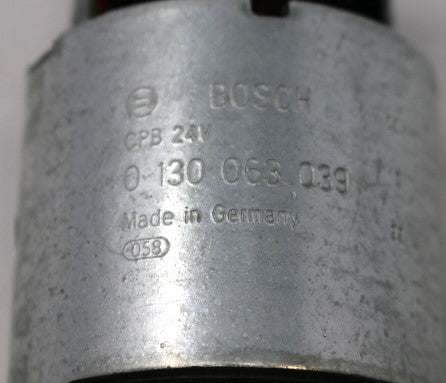 BOSCH
CPB 24V
0 130 063 039
Made in Germany
058